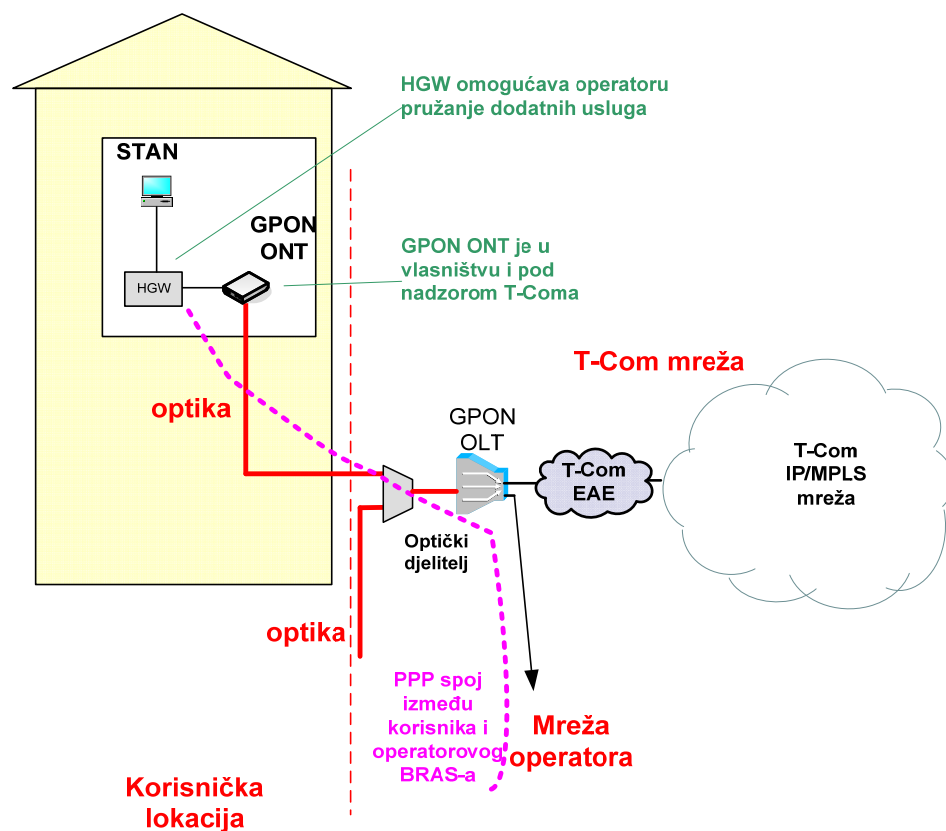 HGW omogućava operatoru
pružanje dodatnih usluga
STAN
GPON
ONT
GPON ONT je u
vlasništvu i pod
nadzorom T-Coma
HGW
T-Com mreža
optika
GPON
OLT
T-Com
EAE
T-Com
IP/MPLS
mreža
Optički
djelitelj
optika
PPP spoj
između
korisnika i
operatorovog
BRAS-a
Mreža
operatora
Korisnička
lokacija